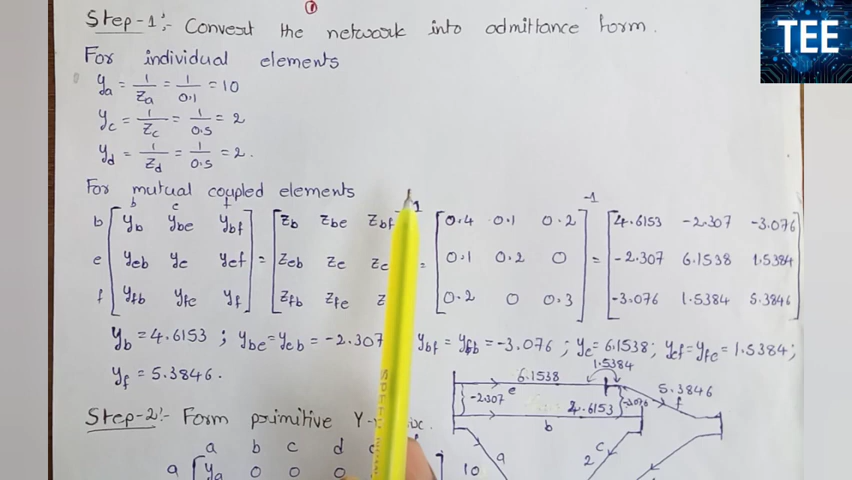 ①
Step-1:- Convert the network into admittance form.
TEE
For individual elements
ya = 1/Za = 1/0.1 = 10
yc = 1/Zc = 1/0.5 = 2
yd = 1/Zd = 1/0.5 = 2.
For mutual coupled elements
b e f
b [yb ybe ybf] [Zb Zbe Zbf]-1 [0.4 0.1 0.2]-1 [4.6153 -2.307 -3.076]
e [yeb ye yef] = [Zeb Ze = [0.1 0.2 0] = [-2.307 6.1538 1.5384]
f [yfb yfe yf] [Zfb Zfe [0.2 0 0.3] [-3.076 1.5384 5.3846]
yb = 4.6153 ; ybe = yeb = -2.307 ybf = yfb = -3.076 ; ye = 6.1538; yef = yfe = 1.5384;
yf = 5.3846.
1.5384
6.1538
5.3846
e
f
-2.307
4.6153
-3.076
b
Step-2:- Form primitive Y-
a b c d
a [ya 0 0 0
a
10
2
c